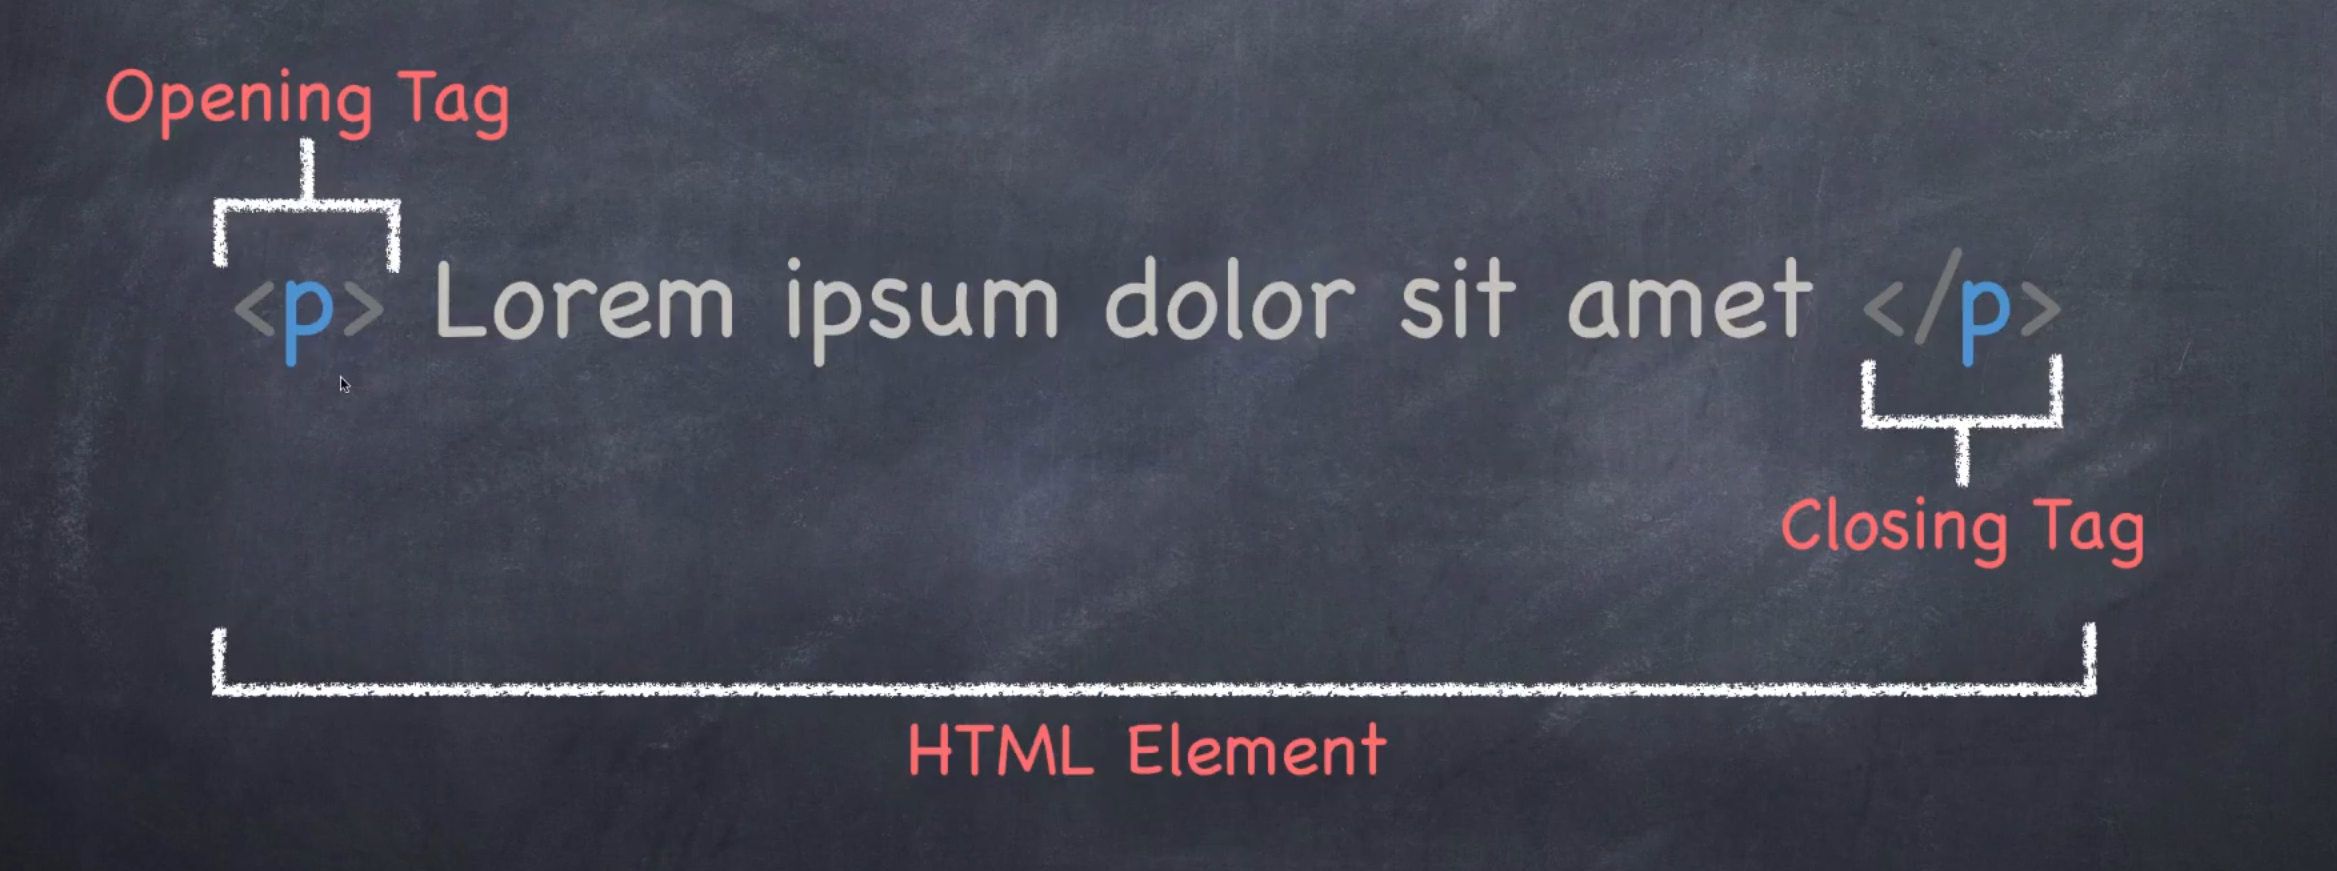 Opening Tag
<p> Lorem ipsum dolor sit amet </p>
Closing Tag
HTML Element